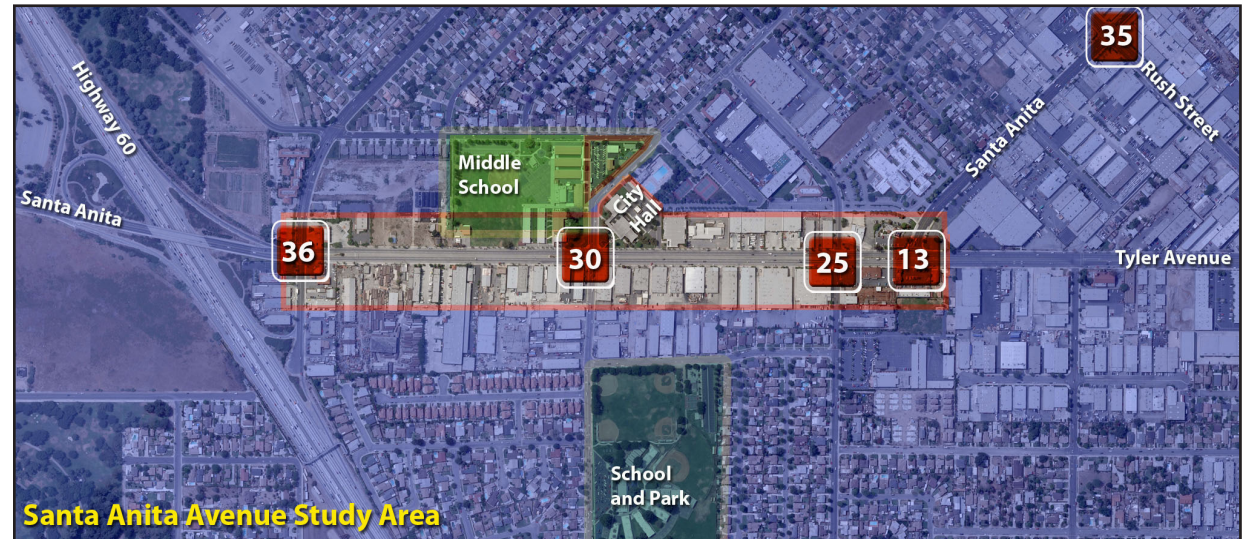 35
Highway 60
Rush Street
Santa Anita
Middle
School
Santa Anita
City
Hall
36
30
25
13
Tyler Avenue
School
and Park
Santa Anita Avenue Study Area